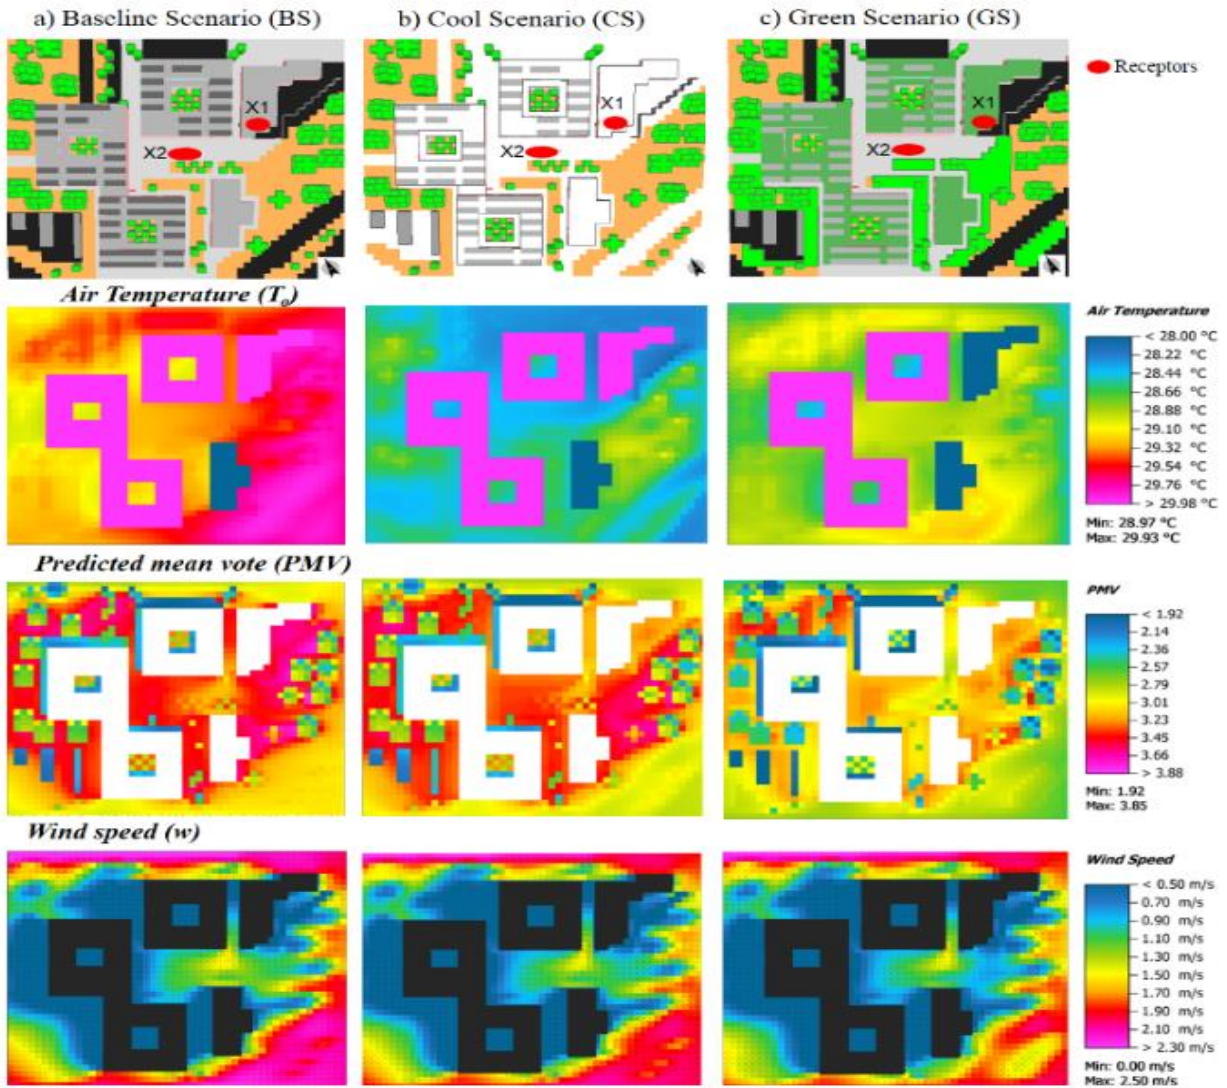 a) Baseline Scenario (BS)
b) Cool Scenario (CS)
c) Green Scenario (GS)
Receptors
X1
X2
X1
X2
X1
X2
Air Temperature (Tₐ)
Air Temperature
< 28.00 °C
28.22 °C
28.44 °C
28.66 °C
28.88 °C
29.10 °C
29.32 °C
29.54 °C
29.76 °C
> 29.98 °C
Min: 28.97 °C
Max: 29.93 °C
Predicted mean vote (PMV)
PMV
< 1.92
2.14
2.36
2.57
2.79
3.01
3.23
3.45
3.66
> 3.88
Min: 1.92
Max: 3.85
Wind speed (w)
Wind Speed
< 0.50 m/s
0.70 m/s
0.90 m/s
1.10 m/s
1.30 m/s
1.50 m/s
1.70 m/s
1.90 m/s
2.10 m/s
> 2.30 m/s
Min: 0.00 m/s
Max: 2.50 m/s